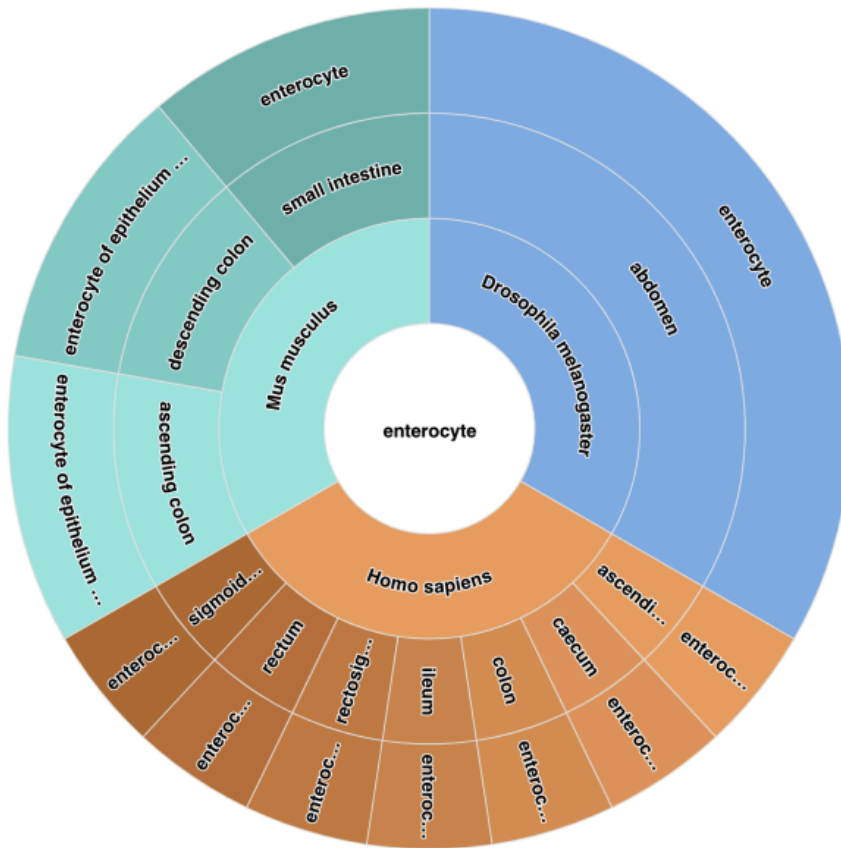 enterocyte
Drosophila melanogaster
abdomen
enterocyte
Homo sapiens
ascendi...
enteroc...
caecum
enteroc...
colon
enteroc...
ileum
enteroc...
rectosig...
enteroc...
rectum
enteroc...
sigmoid...
enteroc...
Mus musculus
ascending colon
enterocyte of epithelium ...
descending colon
enterocyte of epithelium ...
small intestine
enterocyte